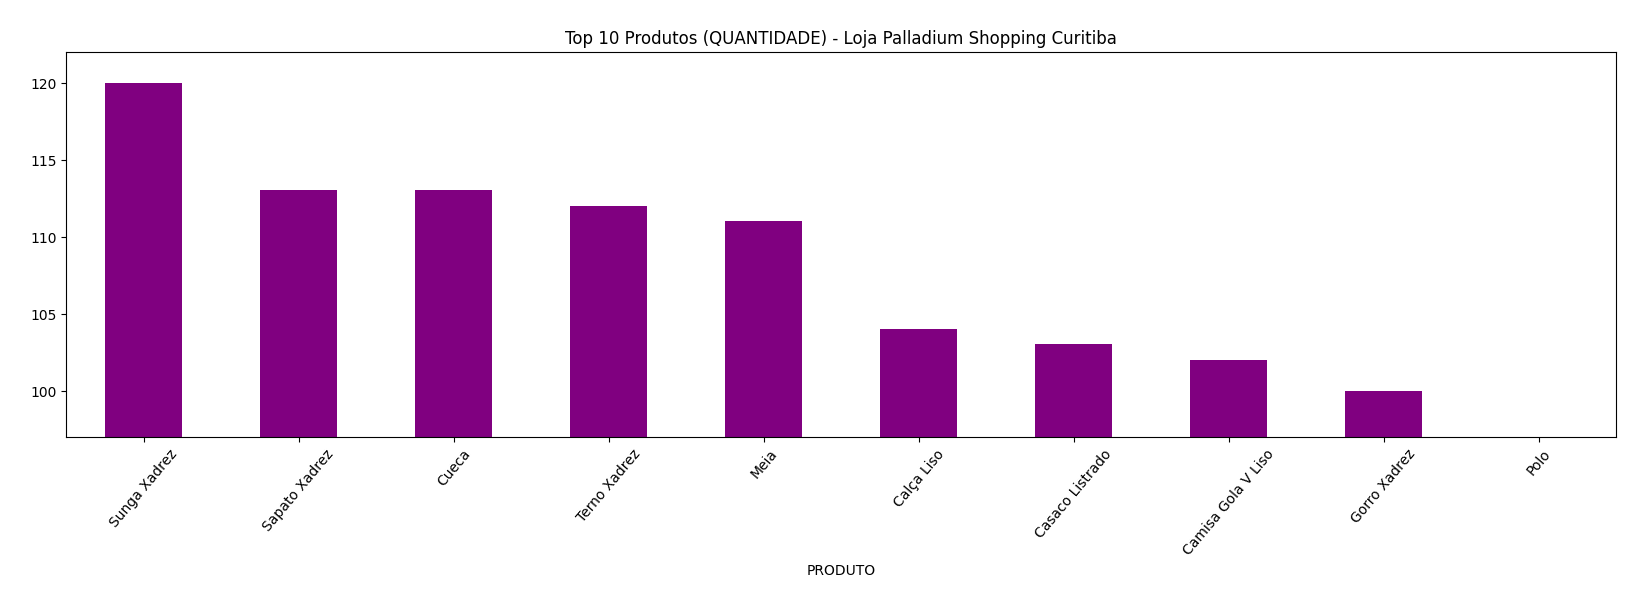 Top 10 Produtos (QUANTIDADE) - Loja Palladium Shopping Curitiba
120
115
110
105
100
Sunga Xadrez
Sapato Xadrez
Cueca
Terno Xadrez
Meia
Calça Liso
Casaco Listrado
Camisa Gola V Liso
Gorro Xadrez
Polo
PRODUTO